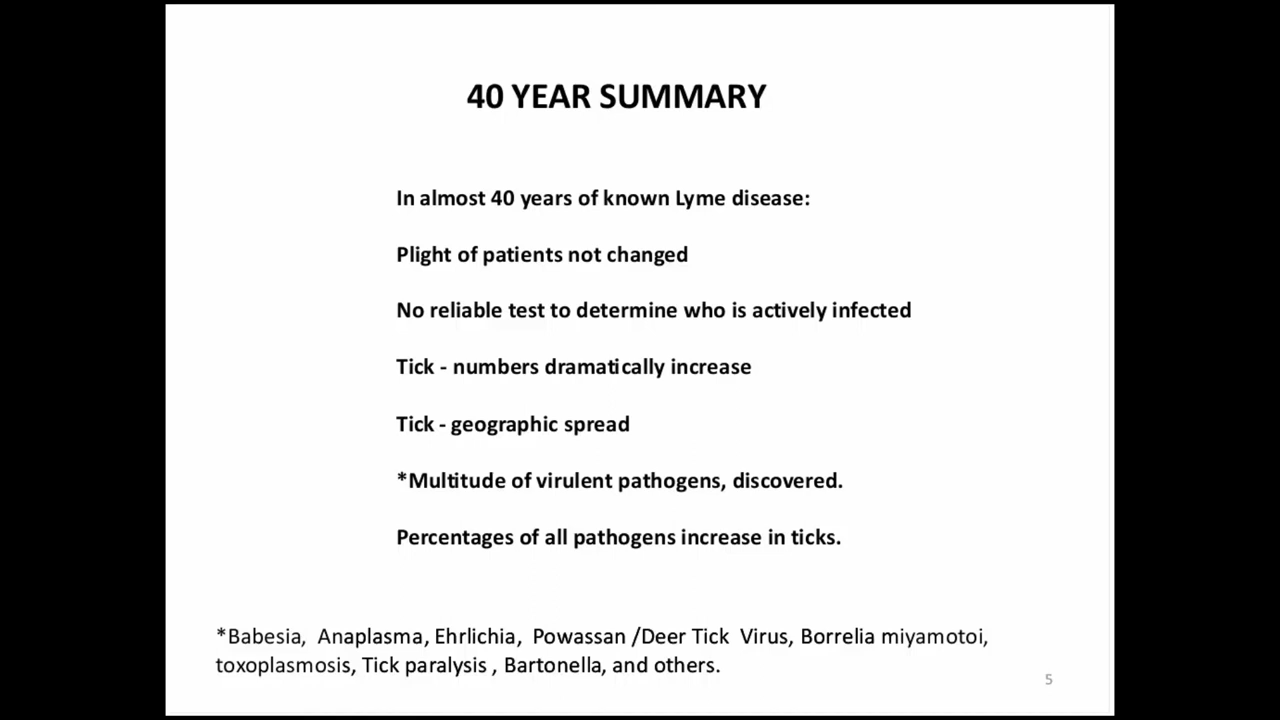 40 YEAR SUMMARY
In almost 40 years of known Lyme disease:
Plight of patients not changed
No reliable test to determine who is actively infected
Tick - numbers dramatically increase
Tick - geographic spread
*Multitude of virulent pathogens, discovered.
Percentages of all pathogens increase in ticks.
*Babesia, Anaplasma, Ehrlichia, Powassan /Deer Tick Virus, Borrelia miyamotoi,
toxoplasmosis, Tick paralysis , Bartonella, and others.
5